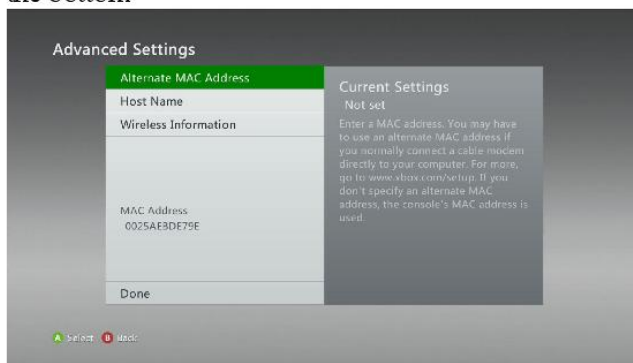 Advanced Settings
Alternate MAC Address
Host Name
Wireless Information
MAC Address
0025AE3DE79E
Done
Current Settings
Not set
Enter a MAC address. You may have
to use an alternate MAC address if
you normally connect a cable modem
directly to your computer. For more,
go to www.xbox.com/setup. If you
don't specify an alternate MAC
address, the console's MAC address is
used.
A Select B Back